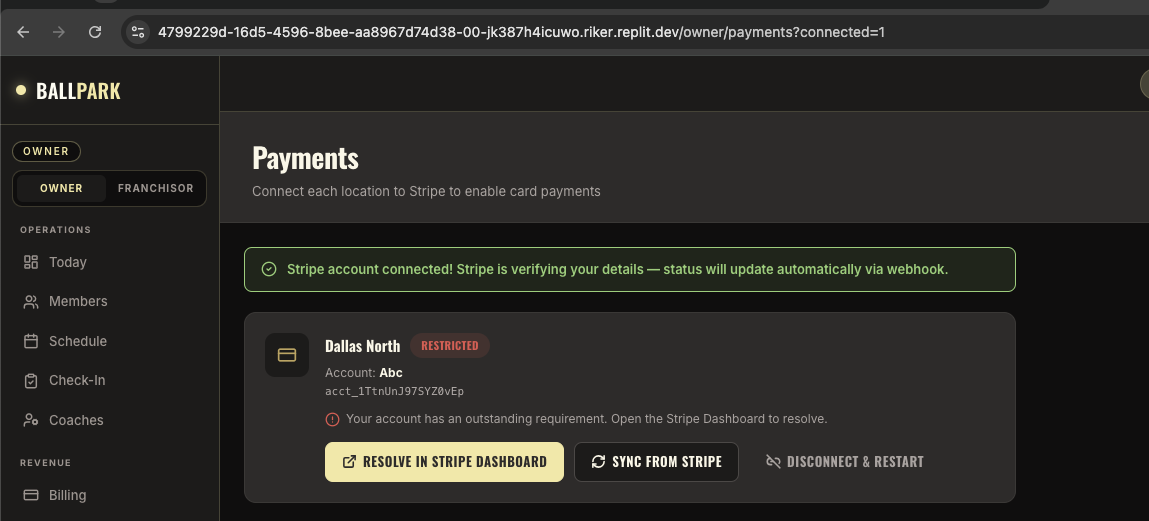 4799229d-16d5-4596-8bee-aa8967d74d38-00-jk387h4icuwo.riker.replit.dev/owner/payments?connected=1
BALLPARK
OWNER
OWNER FRANCHISOR
OPERATIONS
Today
Members
Schedule
Check-In
Coaches
REVENUE
Billing
Payments
Connect each location to Stripe to enable card payments
Stripe account connected! Stripe is verifying your details — status will update automatically via webhook.
Dallas North RESTRICTED
Account: Abc
acct_1TtnUnJ97SYZ0vEp
Your account has an outstanding requirement. Open the Stripe Dashboard to resolve.
RESOLVE IN STRIPE DASHBOARD SYNC FROM STRIPE DISCONNECT & RESTART